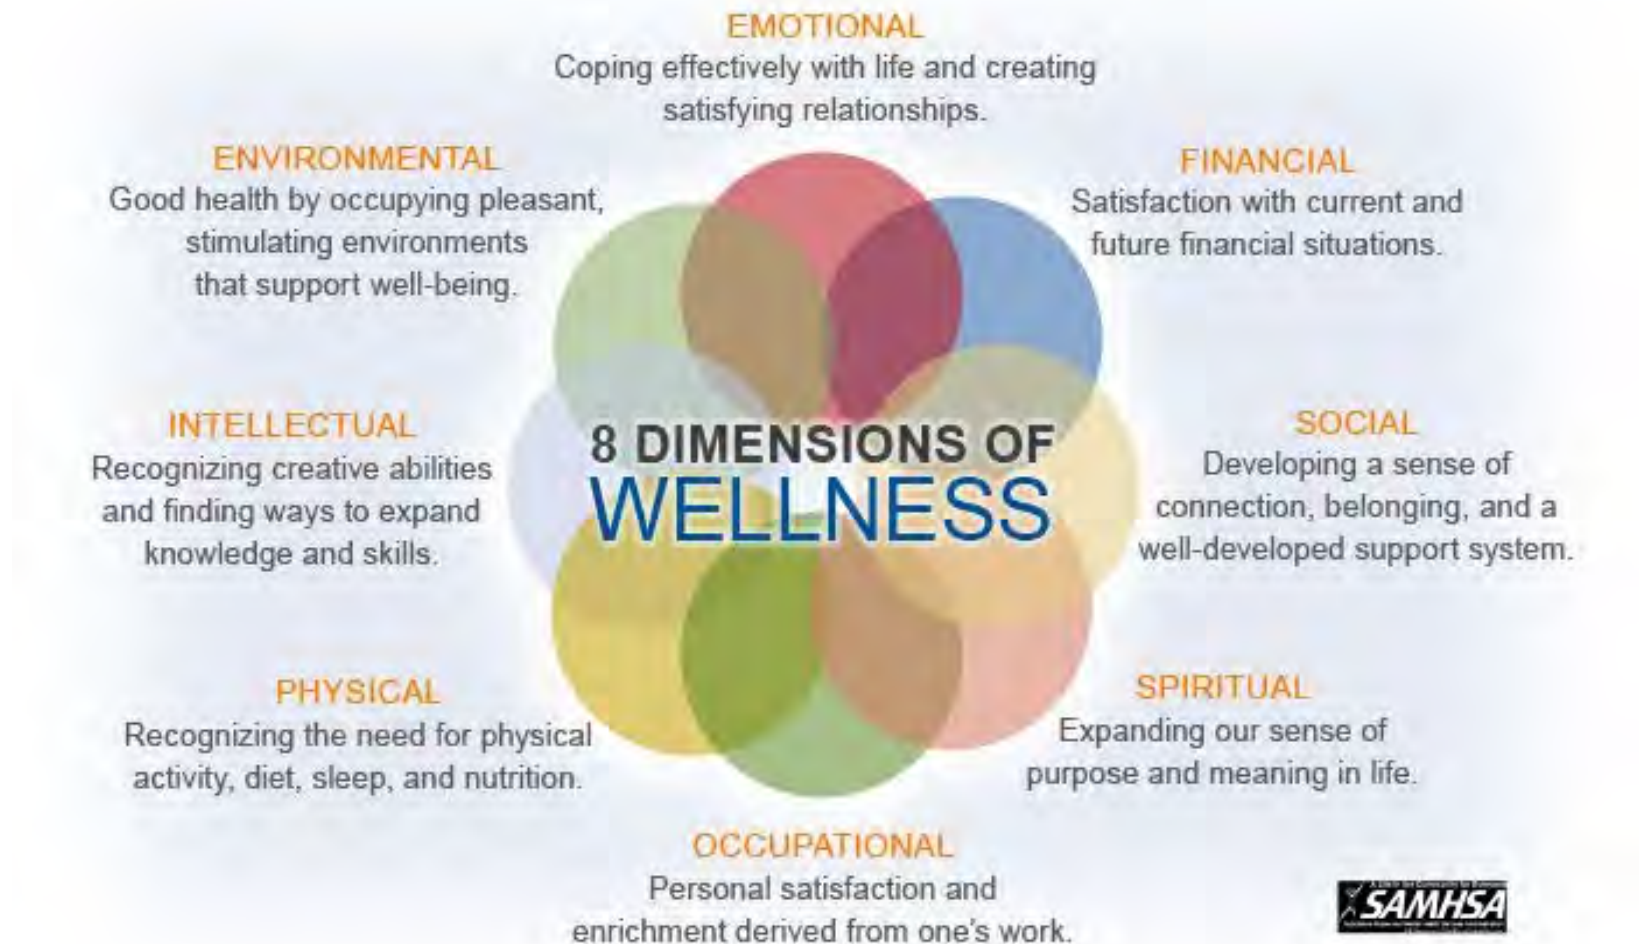 EMOTIONAL
Coping effectively with life and creating
satisfying relationships.
ENVIRONMENTAL
Good health by occupying pleasant,
stimulating environments
that support well-being.
FINANCIAL
Satisfaction with current and
future financial situations.
INTELLECTUAL
Recognizing creative abilities
and finding ways to expand
knowledge and skills.
8 DIMENSIONS OF
WELLNESS
SOCIAL
Developing a sense of
connection, belonging, and a
well-developed support system.
PHYSICAL
Recognizing the need for physical
activity, diet, sleep, and nutrition.
SPIRITUAL
Expanding our sense of
purpose and meaning in life.
OCCUPATIONAL
Personal satisfaction and
enrichment derived from one's work.
SAMHSA